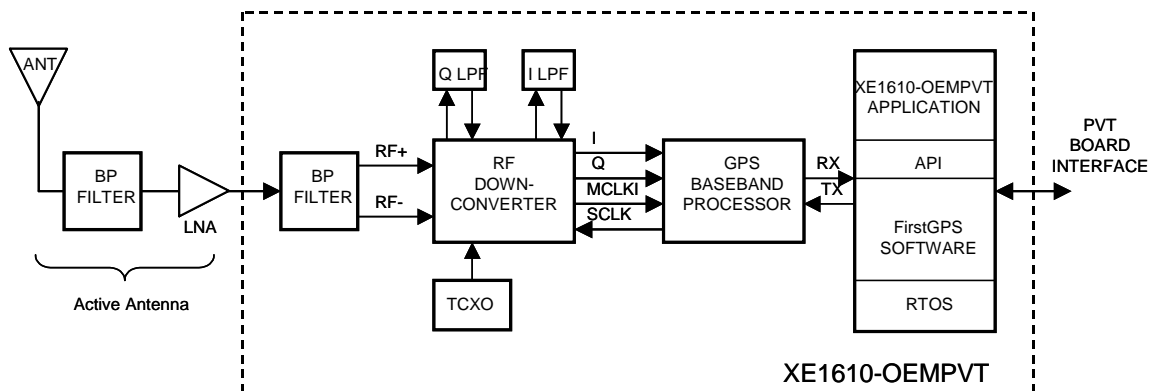 ANT
BP
FILTER
LNA
Active Antenna
BP
FILTER
RF+
RF-
Q LPF
I LPF
RF
DOWN-
CONVERTER
TCXO
I
Q
MCLKI
SCLK
GPS
BASEBAND
PROCESSOR
RX
TX
XE1610-OEMPVT
APPLICATION
API
FirstGPS
SOFTWARE
RTOS
PVT
BOARD
INTERFACE
XE1610-OEMPVT